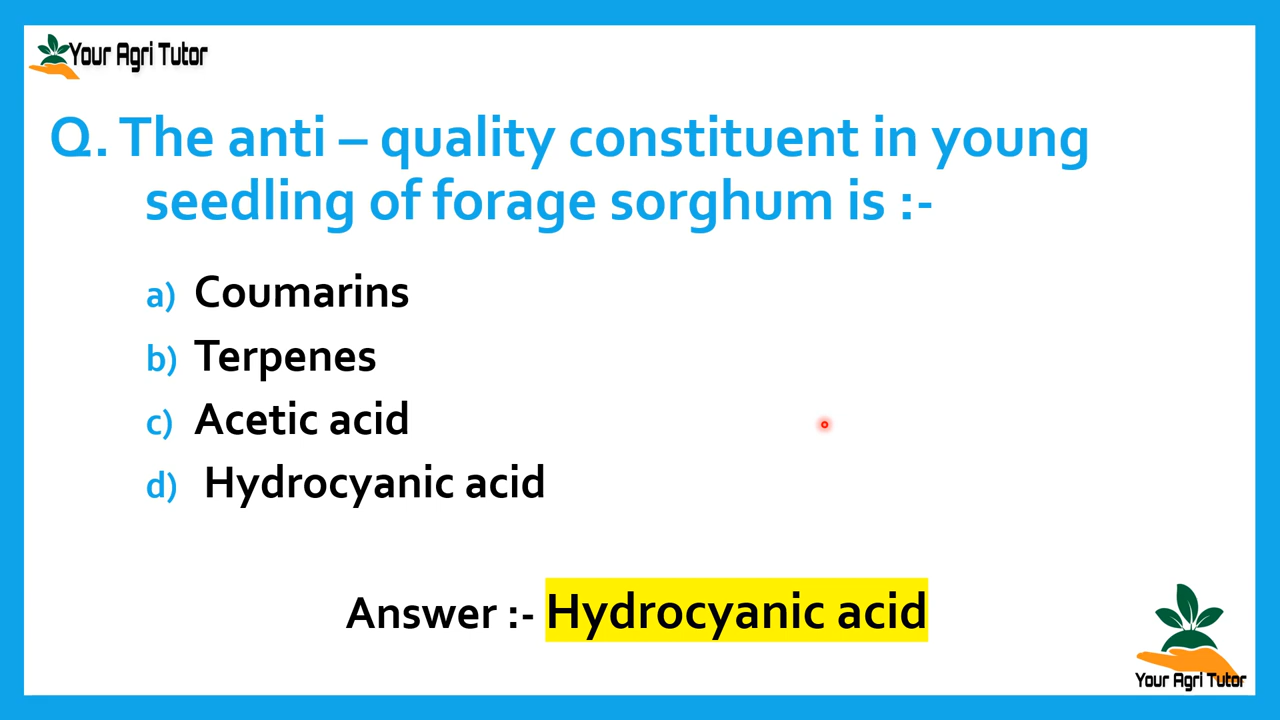 Your Agri Tutor
Q. The anti – quality constituent in young
seedling of forage sorghum is :-
a) Coumarins
b) Terpenes
c) Acetic acid
d) Hydrocyanic acid
Answer :- Hydrocyanic acid
Your Agri Tutor